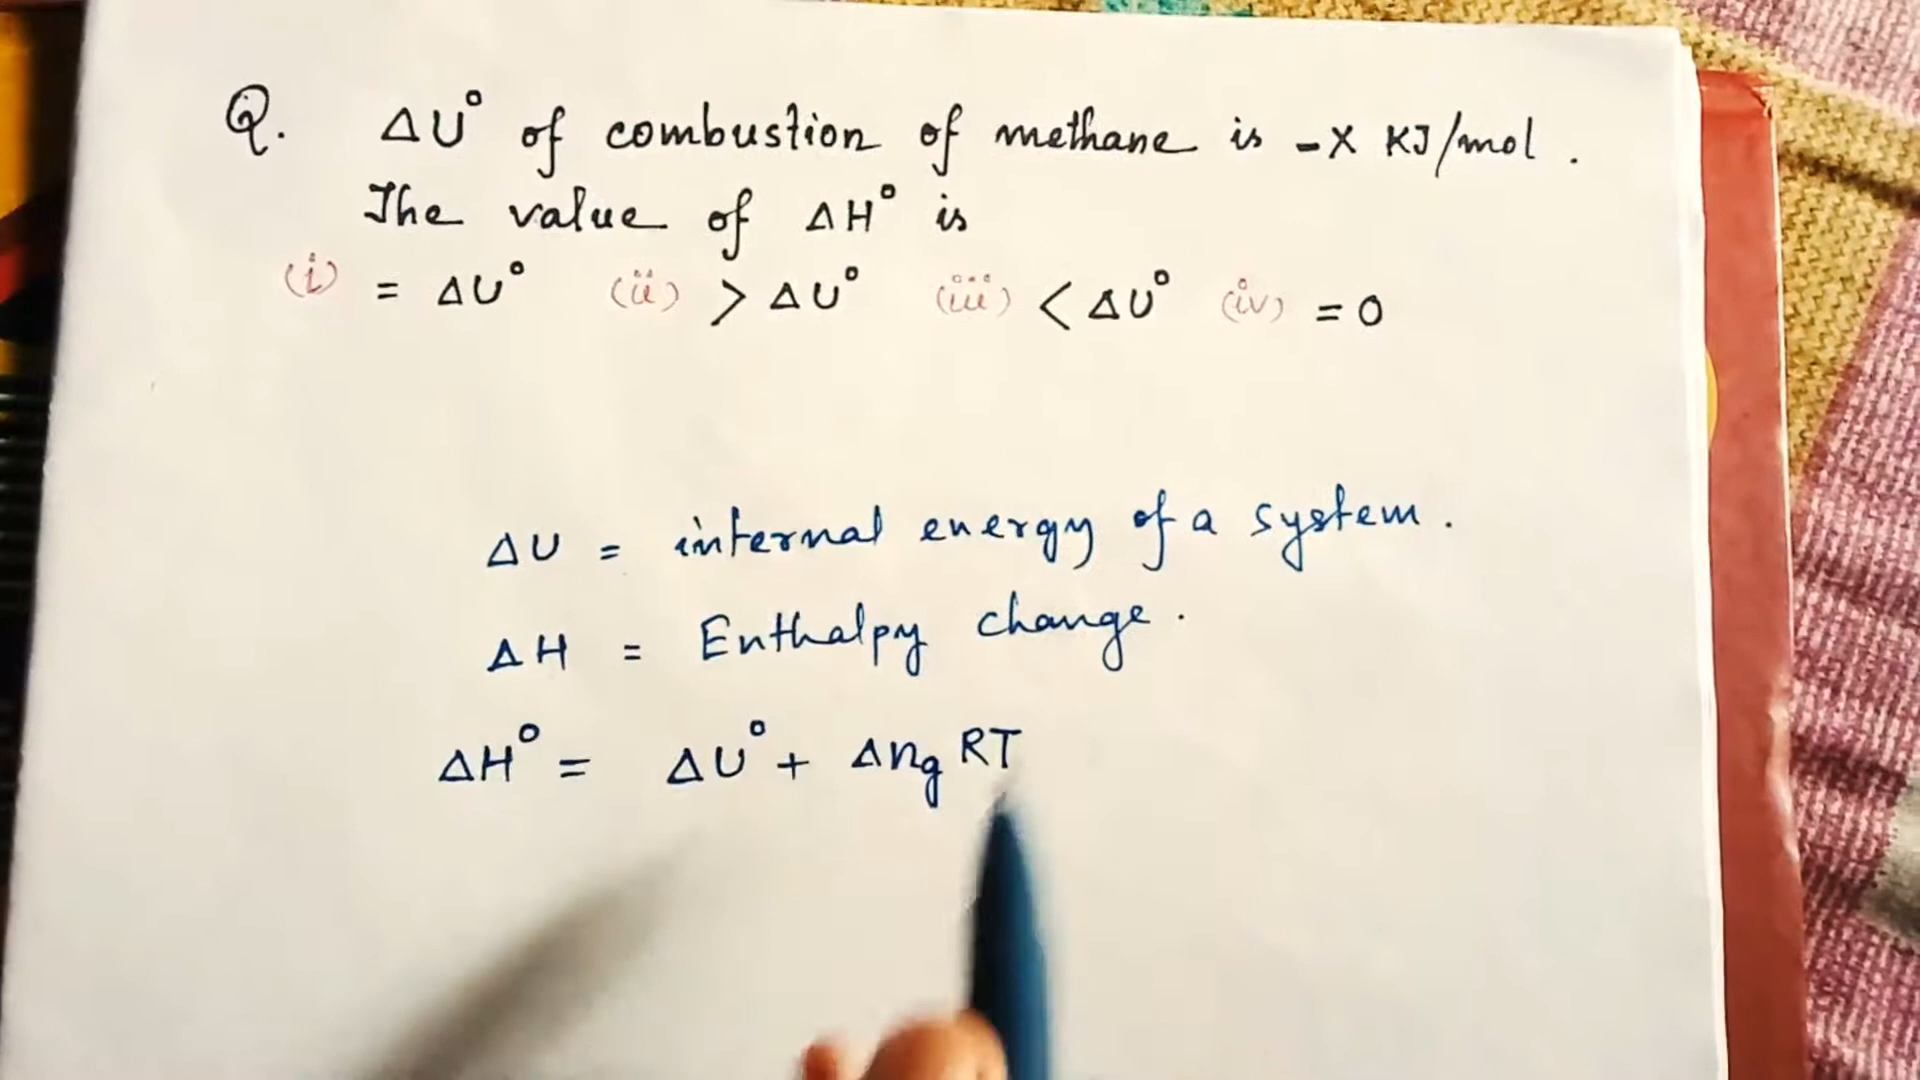 Q. ΔU° of combustion of methane is -X KJ/mol.
The value of ΔH° is
(i) = ΔU° (ii) > ΔU° (iii) < ΔU° (iv) = 0
ΔU = internal energy of a system.
ΔH = Enthalpy change.
ΔH° = ΔU° + Δng RT